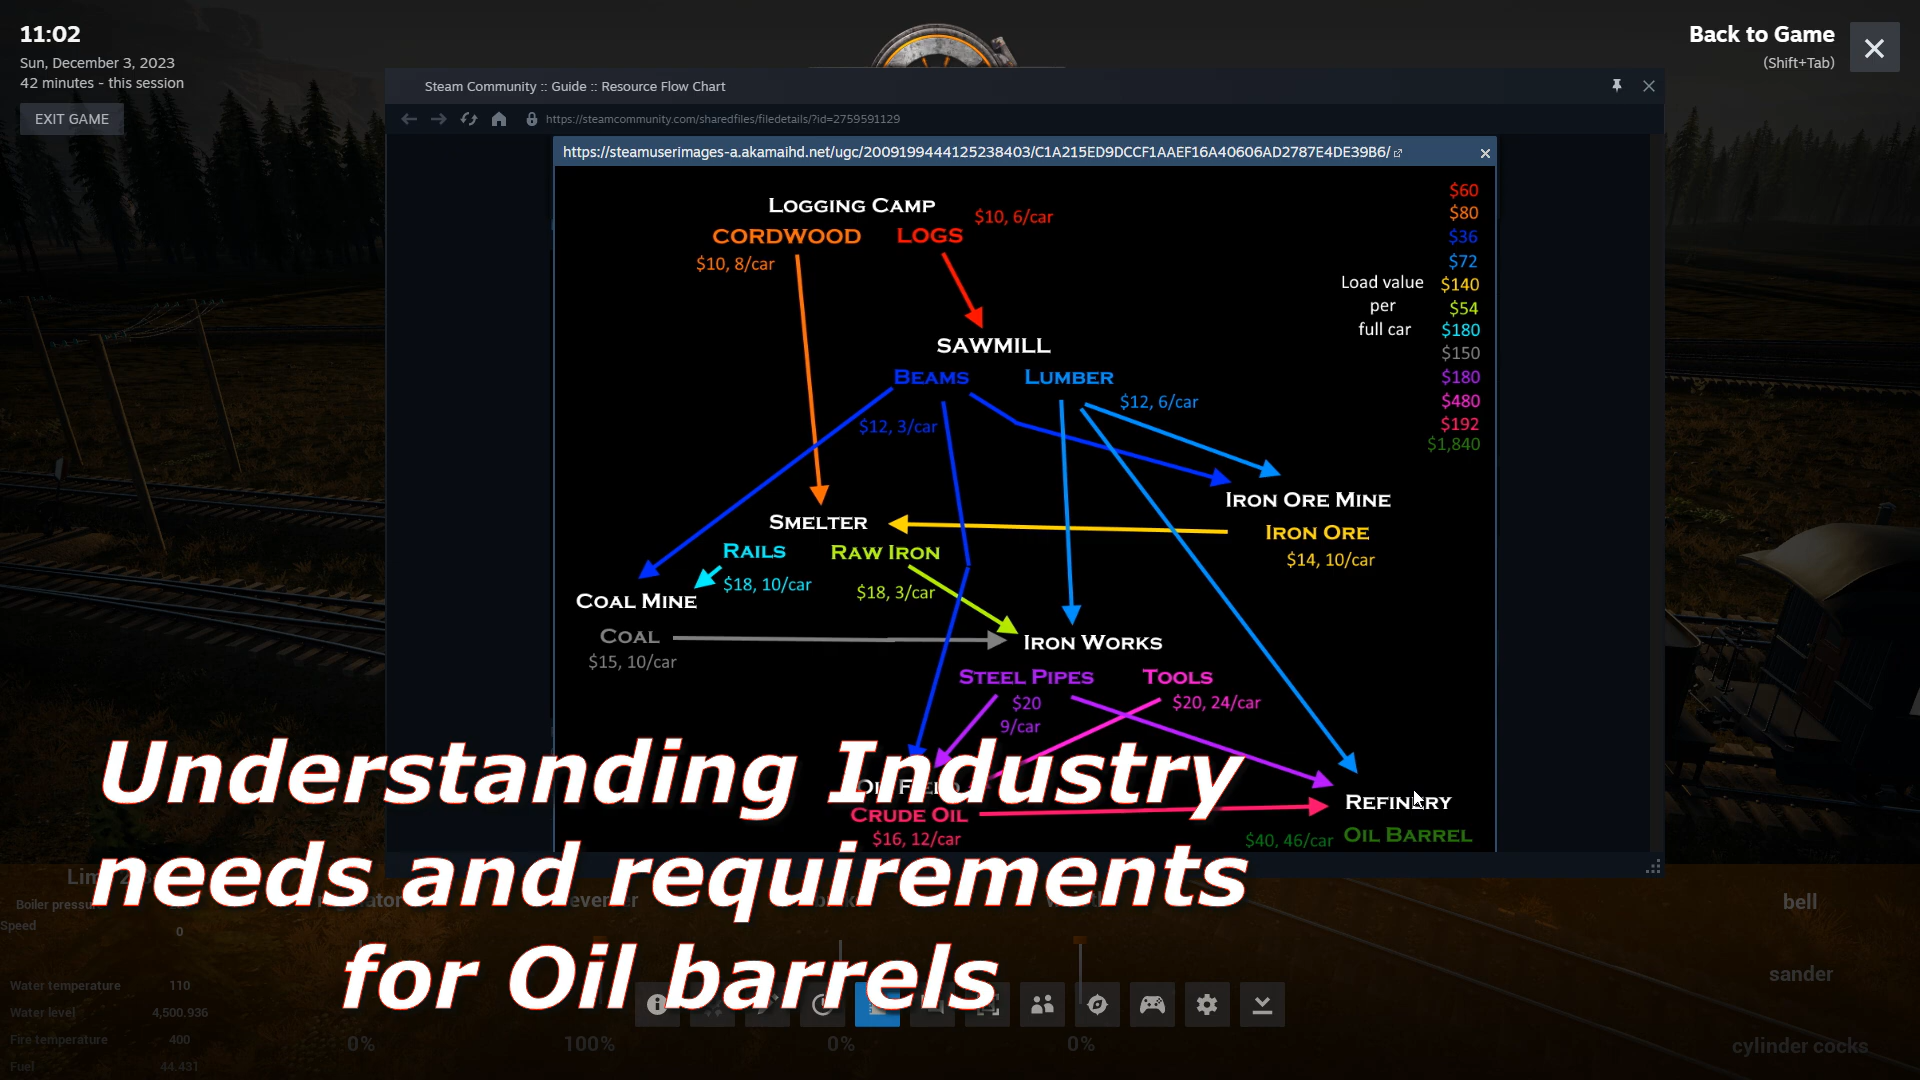 11:02
Sun, December 3, 2023
42 minutes - this session
EXIT GAME
Back to Game
(Shift+Tab)
Steam Community :: Guide :: Resource Flow Chart
https://steamcommunity.com/sharedfiles/filedetails/?id=2759591129
https://steamuserimages-a.akamaihd.net/ugc/2009199444125238403/C1A215ED9DCCF1AAEF16A40606AD2787E4DE39B6/
LOGGING CAMP
CORDWOOD LOGS $10, 6/car
$10, 8/car
SAWMILL
BEAMS LUMBER
$12, 3/car $12, 6/car
Load value
per
full car
$60
$80
$36
$72
$140
$54
$180
$150
$180
$480
$192
$1,840
IRON ORE MINE
IRON ORE
$14, 10/car
SMELTER
RAILS RAW IRON
$18, 10/car $18, 3/car
COAL MINE
COAL
$15, 10/car
IRON WORKS
STEEL PIPES TOOLS
$20
9/car
$20, 24/car
CRUDE OIL
$16, 12/car
REFINERY
$40, 46/car OIL BARREL
Understanding Industry
needs and requirements
for Oil barrels
Speed
0
Water temperature 110
Water level 4,500.936
Fire temperature 400
Fuel 44.431
0% 100% 0% 0%
bell
sander
cylinder cocks